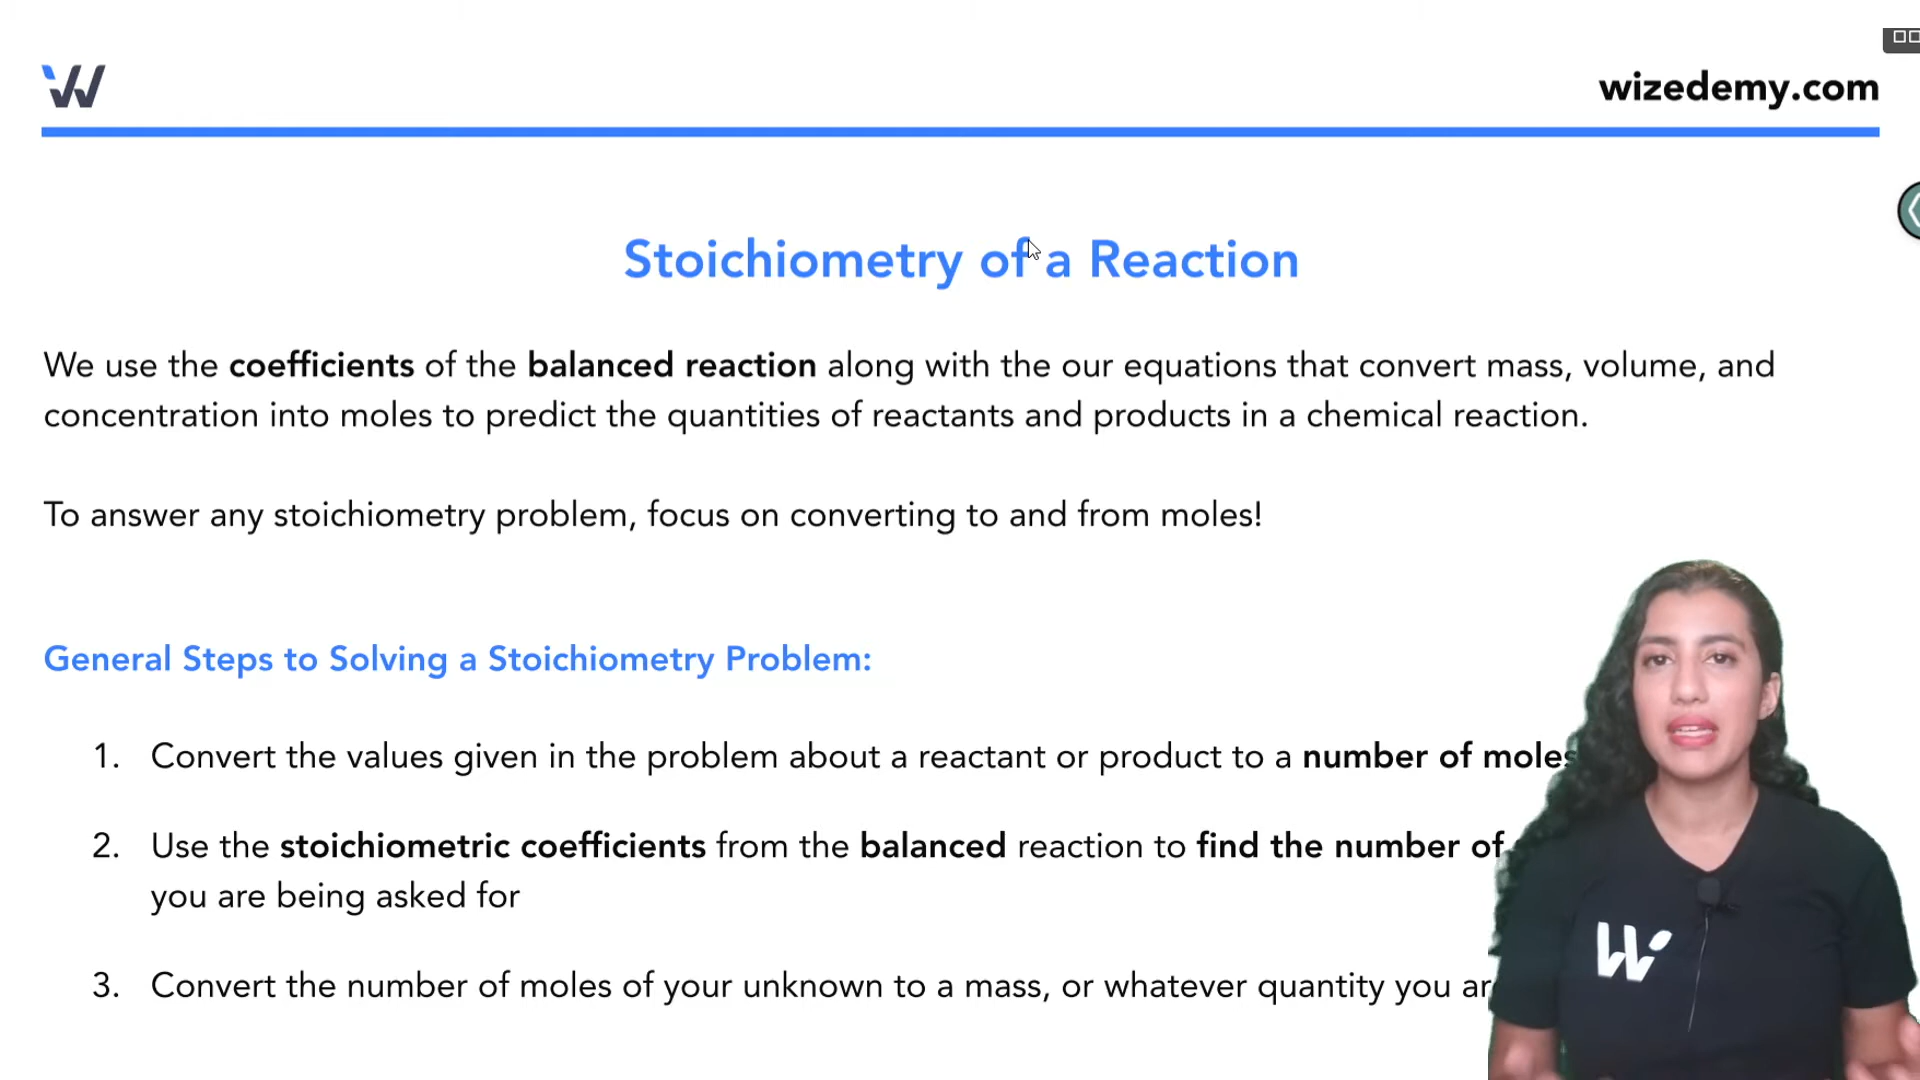 W
wizedemy.com
Stoichiometry of a Reaction
We use the coefficients of the balanced reaction along with the our equations that convert mass, volume, and
concentration into moles to predict the quantities of reactants and products in a chemical reaction.
To answer any stoichiometry problem, focus on converting to and from moles!
General Steps to Solving a Stoichiometry Problem:
1. Convert the values given in the problem about a reactant or product to a number of moles
2. Use the stoichiometric coefficients from the balanced reaction to find the number of
you are being asked for
3. Convert the number of moles of your unknown to a mass, or whatever quantity you
W